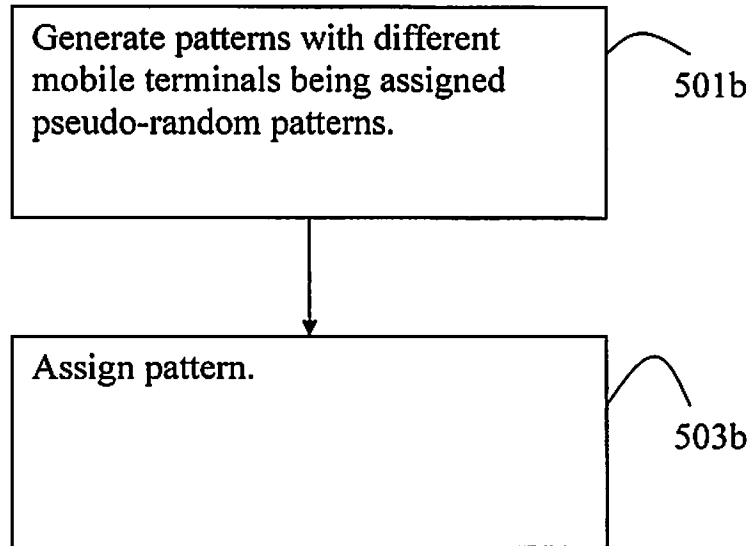 Generate patterns with different
mobile terminals being assigned
pseudo-random patterns.
501b
Assign pattern.
503b